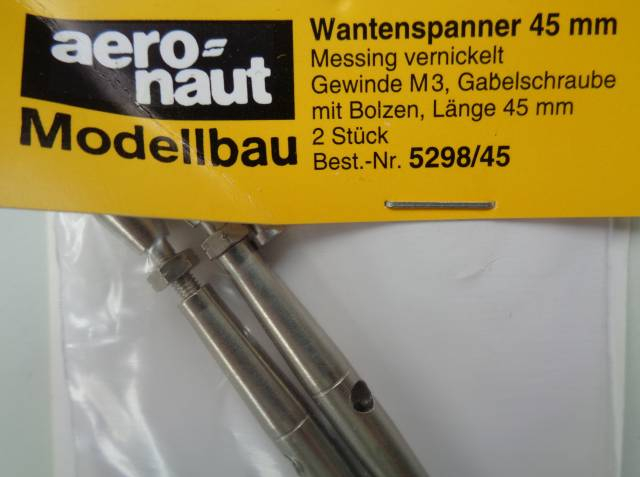 aero=
naut
Modellbau
Wantenspanner 45 mm
Messing vernickelt
Gewinde M3, Gabelschraube
mit Bolzen, Länge 45 mm
2 Stück
Best.-Nr. 5298/45